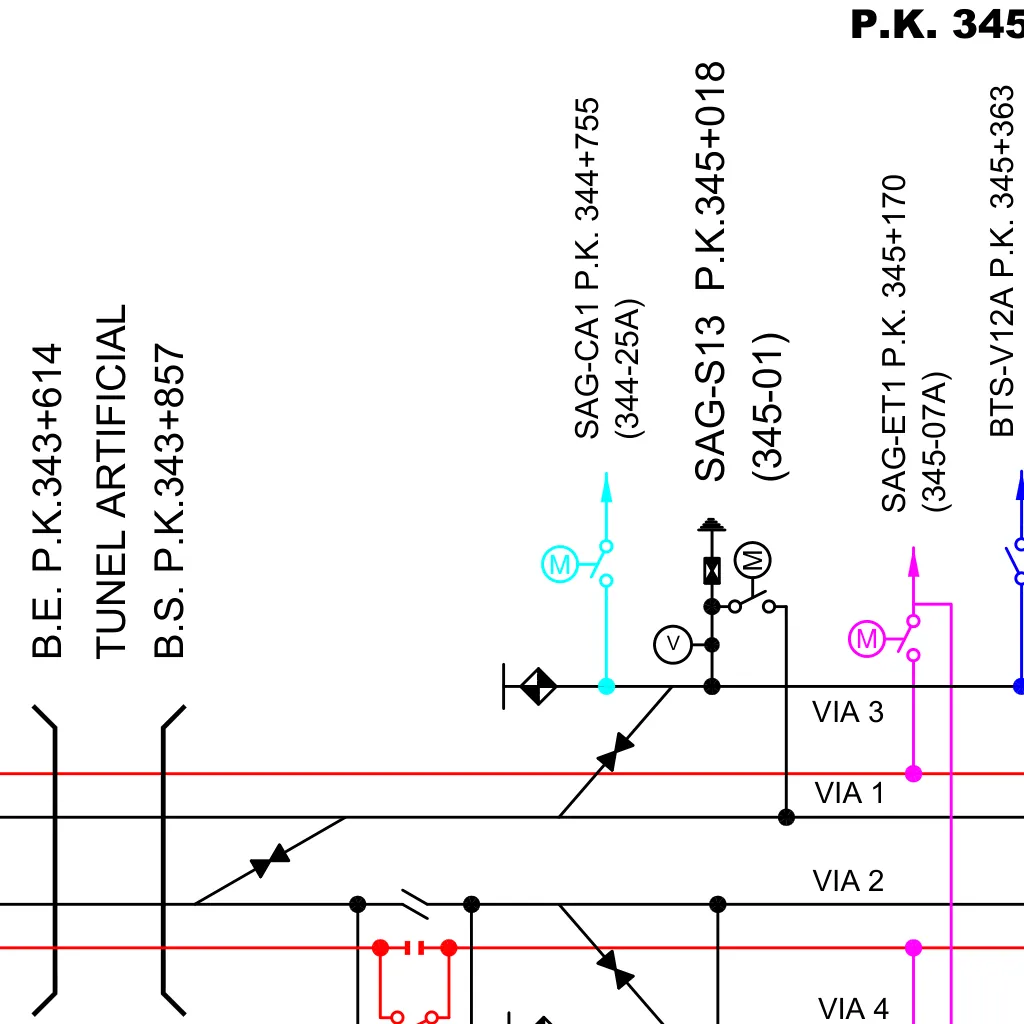 P.K. 345
B.E. P.K.343+614
TUNEL ARTIFICIAL
B.S. P.K.343+857
SAG-CA1 P.K. 344+755
(344-25A)
SAG-S13 P.K.345+018
(345-01)
SAG-ET1 P.K. 345+170
(345-07A)
BTS-V12A P.K. 345+363
M
M
V
M
VIA 3
VIA 1
VIA 2
VIA 4